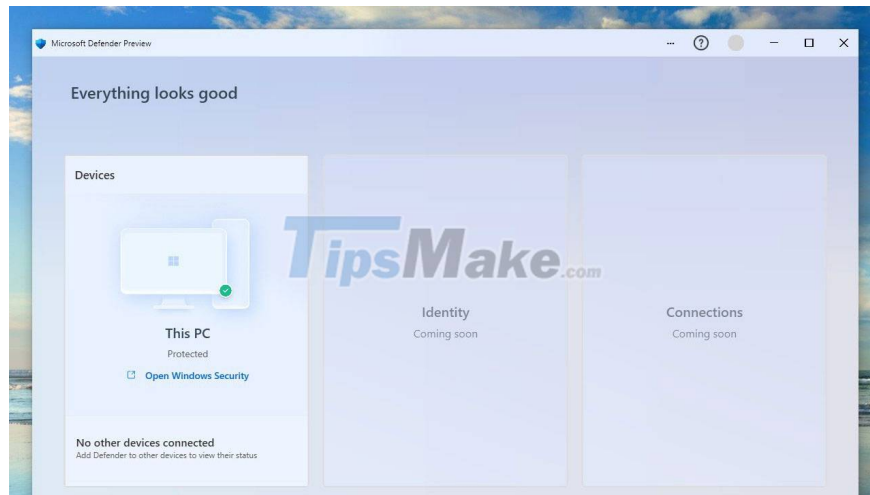 Microsoft Defender Preview
Everything looks good
Devices
This PC
Protected
Open Windows Security
No other devices connected
Add Defender to other devices to view their status
Identity
Coming soon
Connections
Coming soon
TipsMake.com